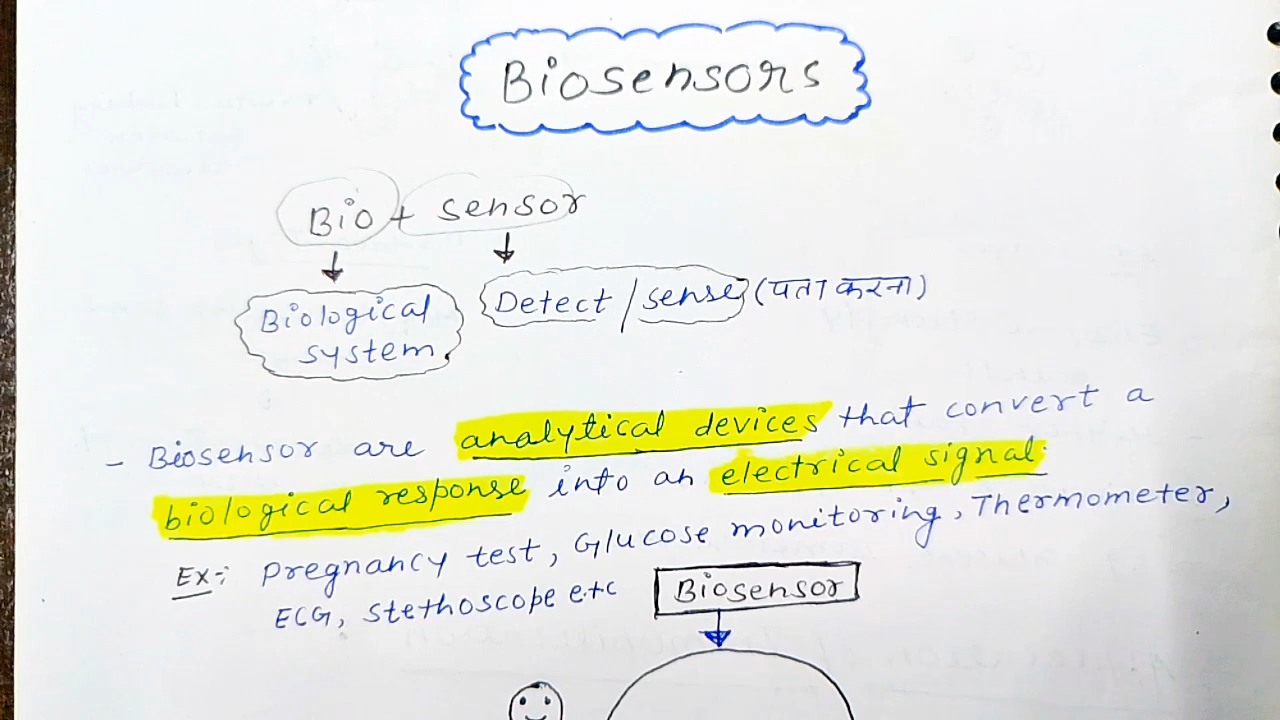 Biosensors
Bio + sensor
Biological
system
Detect / sense (पता करना)
- Biosensor are analytical devices that convert a
biological response into an electrical signal.
Ex:- Pregnancy test, Glucose monitoring, Thermometer,
ECG, Stethoscope etc
Biosensor